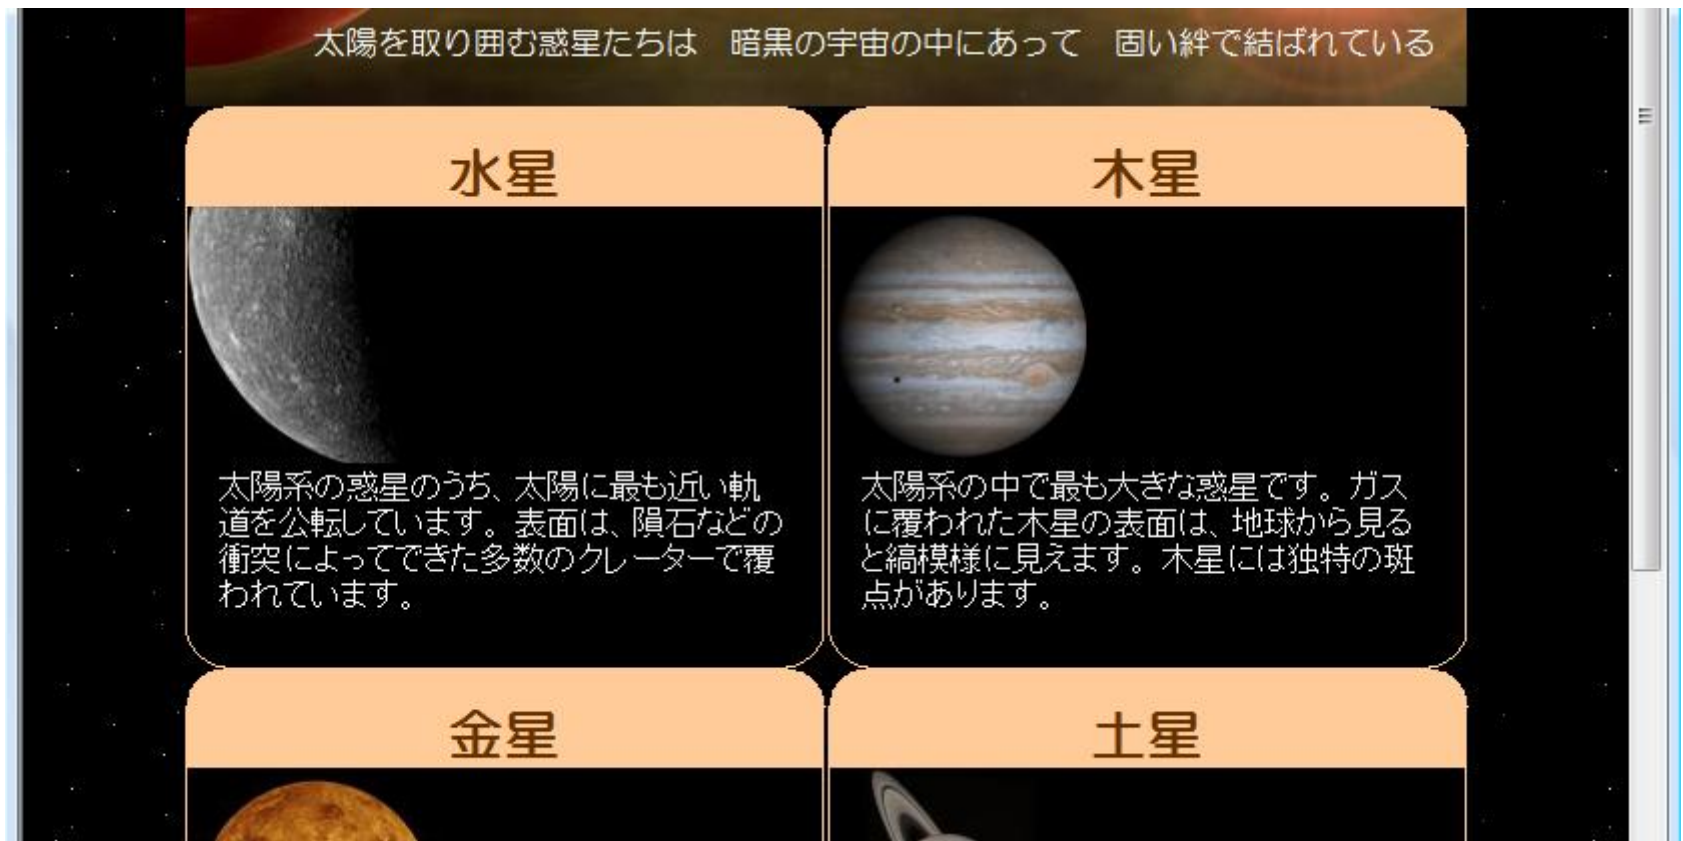 太陽を取り囲む惑星たちは　暗黒の宇宙の中にあって　固い絆で結ばれている
水星
太陽系の惑星のうち、太陽に最も近い軌
道を公転しています。表面は、隕石などの
衝突によってできた多数のクレーターで覆
われています。
木星
太陽系の中で最も大きな惑星です。ガス
に覆われた木星の表面は、地球から見る
と縞模様に見えます。木星には独特の斑
点があります。
金星
土星